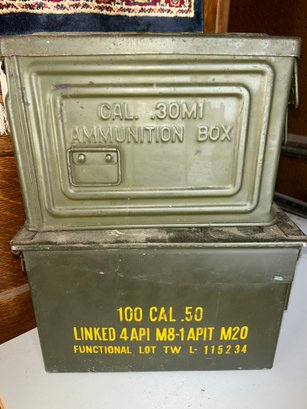 CAL. .30M1
AMMUNITION BOX
100 CAL .50
LINKED 4 API M8-1 APIT M20
FUNCTIONAL LOT TW L- 115234